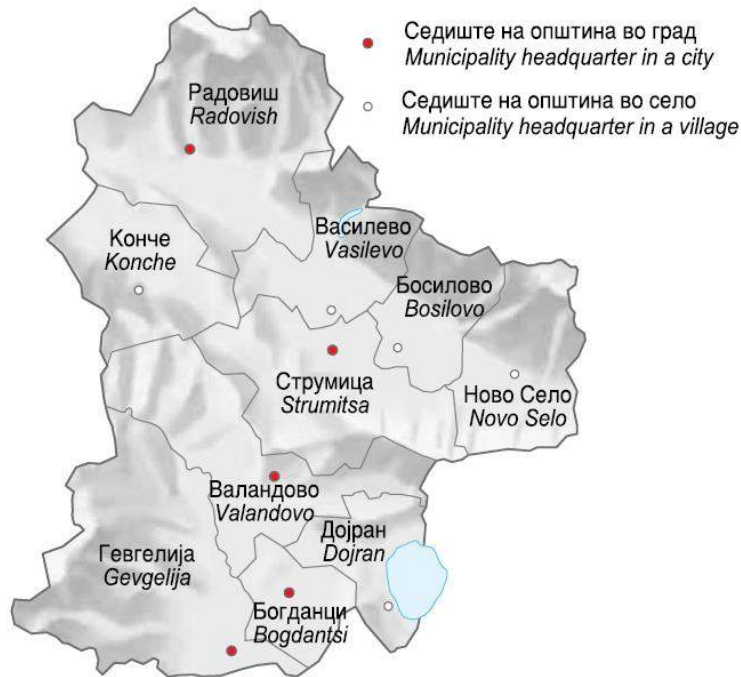 Седиште на општина во град
Municipality headquarter in a city
Седиште на општина во село
Municipality headquarter in a village
Радовиш
Radovish
Конче
Konche
Василево
Vasilevo
Босилово
Bosilovo
Струмица
Strumitsa
Ново Село
Novo Selo
Валандово
Valandovo
Дојран
Dojran
Гевгелија
Gevgelija
Богданци
Bogdantsi